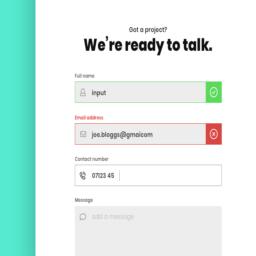 Got a project?
We're ready to talk.
Full name
input
Email address
joe.bloggs@gmaicom
Contact number
07123 45
Message
add a message